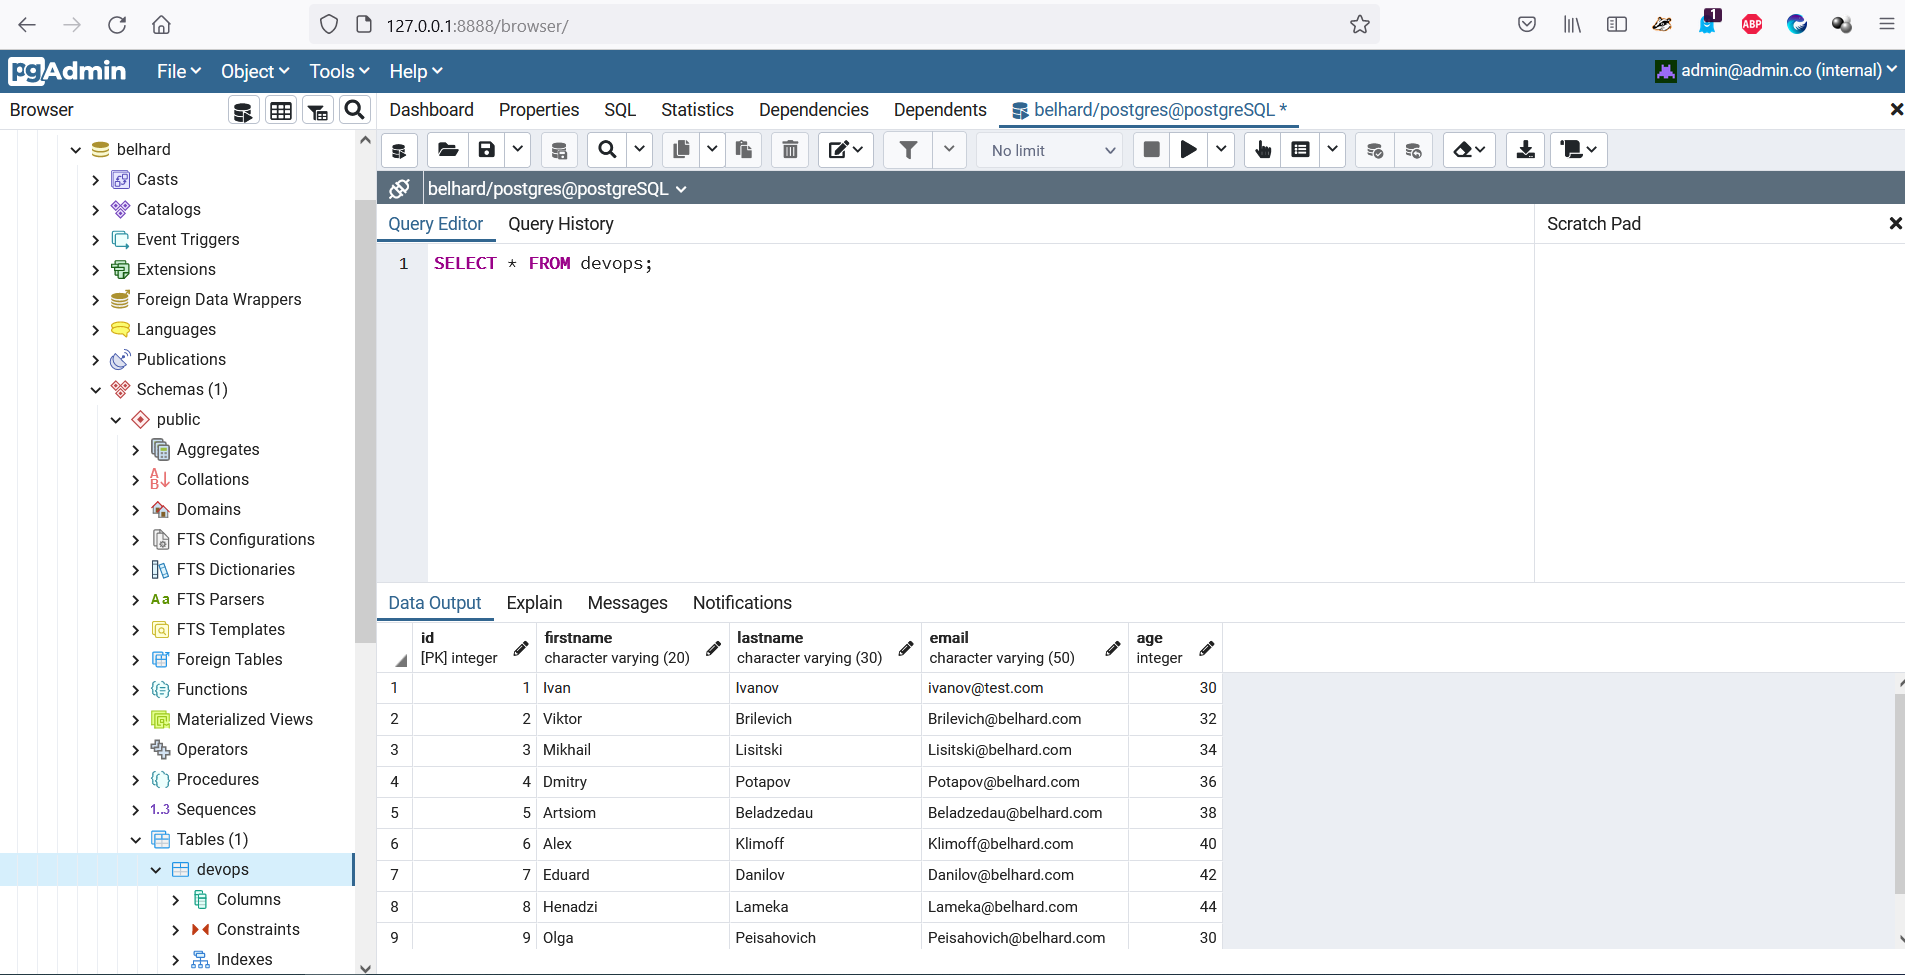 127.0.0.1:8888/browser/
1
ABP
pgAdmin File Object Tools Help admin@admin.co (internal)
Browser
Dashboard Properties SQL Statistics Dependencies Dependents belhard/postgres@postgreSQL *
No limit
belhard/postgres@postgreSQL
Query Editor Query History
Scratch Pad
1 SELECT * FROM devops;
belhard
Casts
Catalogs
Event Triggers
Extensions
Foreign Data Wrappers
Languages
Publications
Schemas (1)
public
Aggregates
Collations
Domains
FTS Configurations
FTS Dictionaries
Aa FTS Parsers
FTS Templates
Foreign Tables
Functions
Materialized Views
Operators
Procedures
1..3 Sequences
Tables (1)
devops
Columns
Constraints
Indexes
Data Output Explain Messages Notifications
id firstname lastname email age
[PK] integer character varying (20) character varying (30) character varying (50) integer
1 1 Ivan Ivanov ivanov@test.com 30
2 2 Viktor Brilevich Brilevich@belhard.com 32
3 3 Mikhail Lisitski Lisitski@belhard.com 34
4 4 Dmitry Potapov Potapov@belhard.com 36
5 5 Artsiom Beladzedau Beladzedau@belhard.com 38
6 6 Alex Klimoff Klimoff@belhard.com 40
7 7 Eduard Danilov Danilov@belhard.com 42
8 8 Henadzi Lameka Lameka@belhard.com 44
9 9 Olga Peisahovich Peisahovich@belhard.com 30